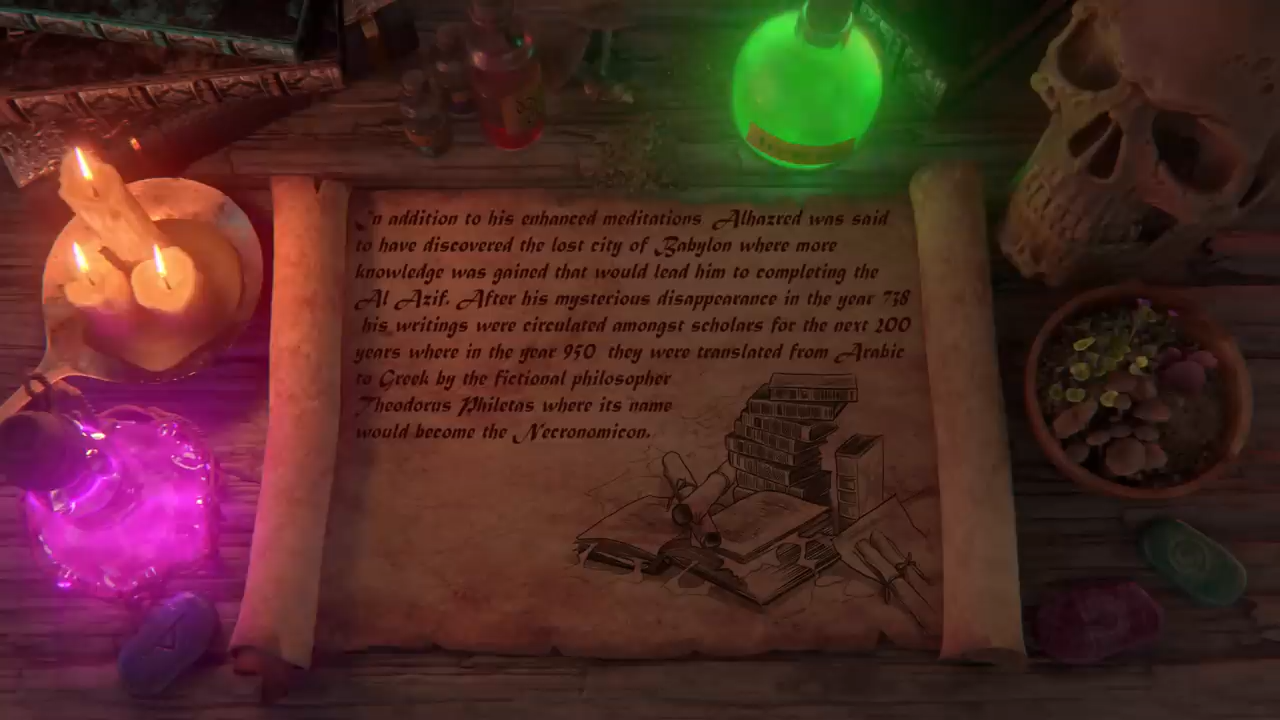 In addition to his enhanced meditations Alhazred was said
to have discovered the lost city of Babylon where more
knowledge was gained that would lead him to completing the
Al Azif. After his mysterious disappearance in the year 738
his writings were circulated amongst scholars for the next 200
years where in the year 950 they were translated from Arabic
to Greek by the fictional philosopher
Theodorus Philetas where its name
would become the Necronomicon.